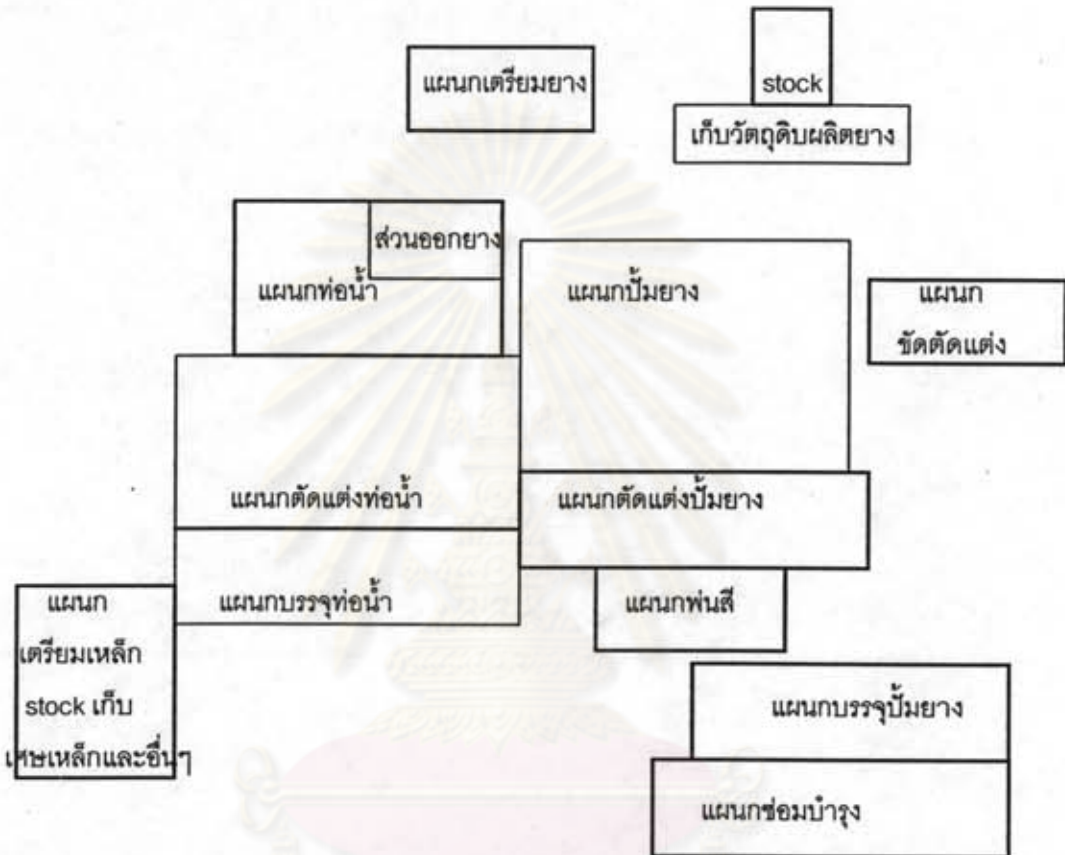 แผนกเตรียมยาง
stock
เก็บวัตถุดิบผลิตยาง
ส่วนออกยาง
แผนกท่อน้ำ
แผนกปั้มยาง
แผนก
ขัดตัดแต่ง
แผนกตัดแต่งท่อน้ำ
แผนกตัดแต่งปั้มยาง
แผนก
เตรียมเหล็ก
stock เก็บ
เศษเหล็กและอื่นๆ
แผนกบรรจุท่อน้ำ
แผนกพ่นสี
แผนกบรรจุปั้มยาง
แผนกซ่อมบำรุง